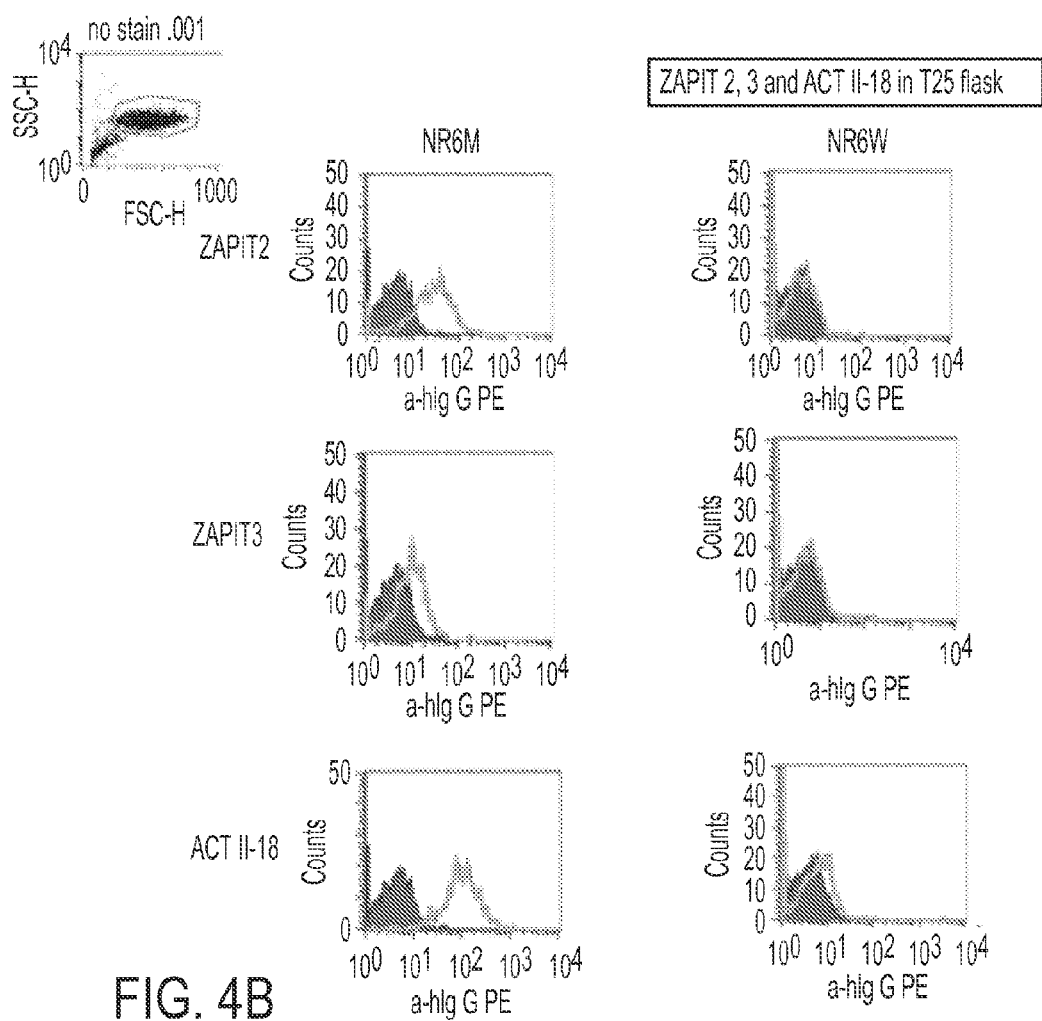 no stain .001
10^4
SSC-H
10^0
0 1000
FSC-H
ZAPIT 2, 3 and ACT II-18 in T25 flask
NR6M
NR6W
ZAPIT2
Counts
50
40
30
20
10
0
10^0 10^1 10^2 10^3 10^4
a-hIg G PE
Counts
50
40
30
20
10
0
10^0 10^1 10^2 10^3 10^4
a-hIg G PE
ZAPIT3
Counts
50
40
30
20
10
0
10^0 10^1 10^2 10^3 10^4
a-hIg G PE
Counts
50
40
30
20
10
0
10^0 10^4
a-hIg G PE
ACT II-18
Counts
50
0
10^0 10^1 10^2 10^3 10^4
a-hIg G PE
Counts
50
40
30
20
10
0
10^0 10^1 10^2 10^3 10^4
a-hIg G PE
FIG. 4B